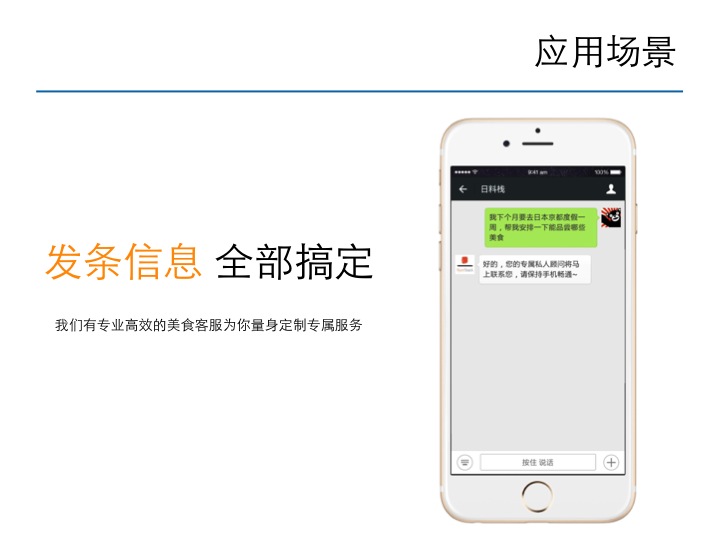 应用场景
发条信息 全部搞定
我们有专业高效的美食客服为你量身定制专属服务
9:41 am
100%
日料栈
我下个月要去日本京都度假一
周，帮我安排一下能品尝哪些
美食
好的，您的专属私人顾问将马
上联系您，请保持手机畅通~
按住 说话